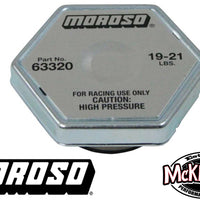 MOROSO
Part No.
63320
19-21
LBS.
FOR RACING USE ONLY
CAUTION:
HIGH PRESSURE
MOROSO